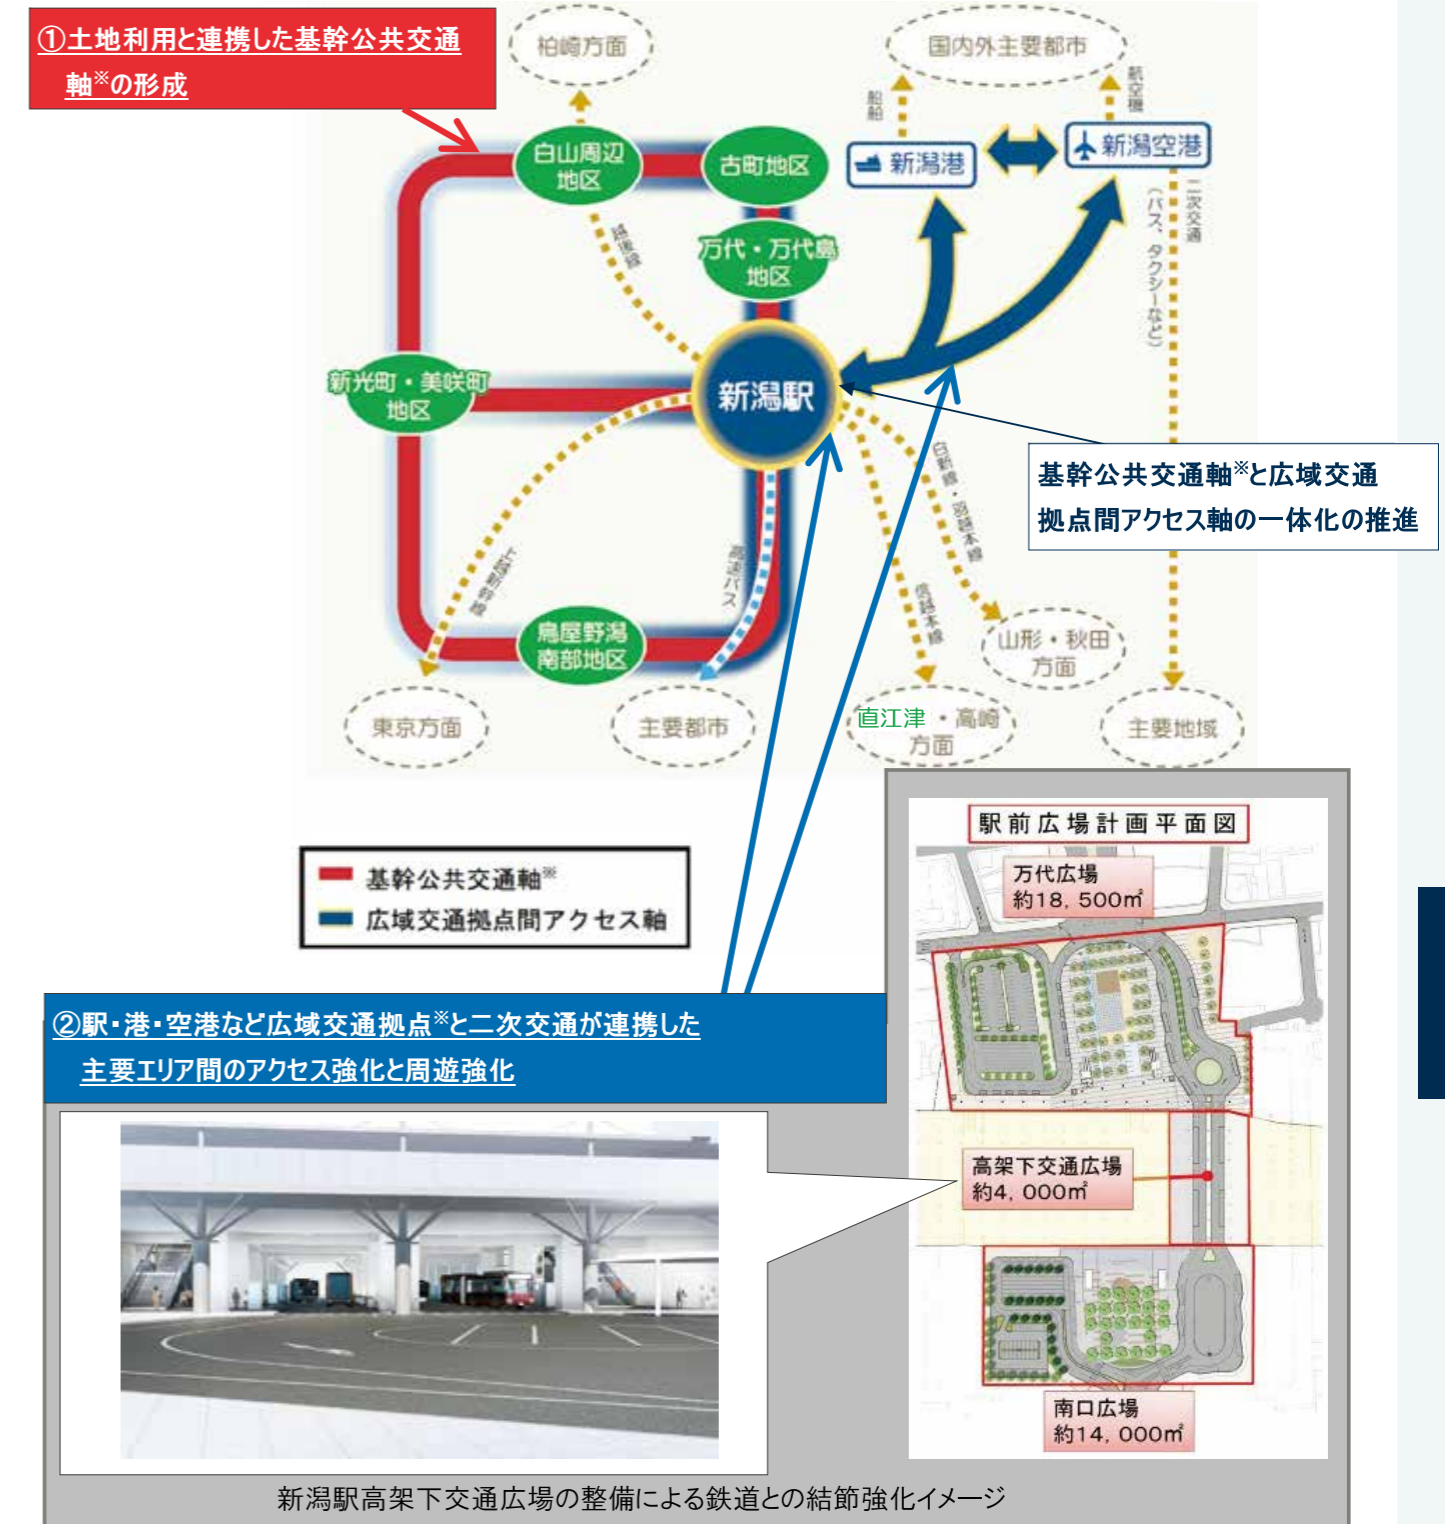 ①土地利用と連携した基幹公共交通
軸※の形成
柏崎方面
国内外主要都市
船舶
航空機
白山周辺
地区
古町地区
新潟港
新潟空港
二次交通
（バス、タクシーなど）
越後線
万代・万代島
地区
新光町・美咲町
地区
新潟駅
基幹公共交通軸※と広域交通
拠点間アクセス軸の一体化の推進
白新線・羽越本線
信越本線
上越新幹線
高速バス
鳥屋野潟
南部地区
山形・秋田
方面
東京方面
主要都市
直江津・高崎
方面
主要地域
基幹公共交通軸※
広域交通拠点間アクセス軸
駅前広場計画平面図
万代広場
約18，500㎡
②駅・港・空港など広域交通拠点※と二次交通が連携した
主要エリア間のアクセス強化と周遊強化
高架下交通広場
約4，000㎡
南口広場
約14，000㎡
新潟駅高架下交通広場の整備による鉄道との結節強化イメージ